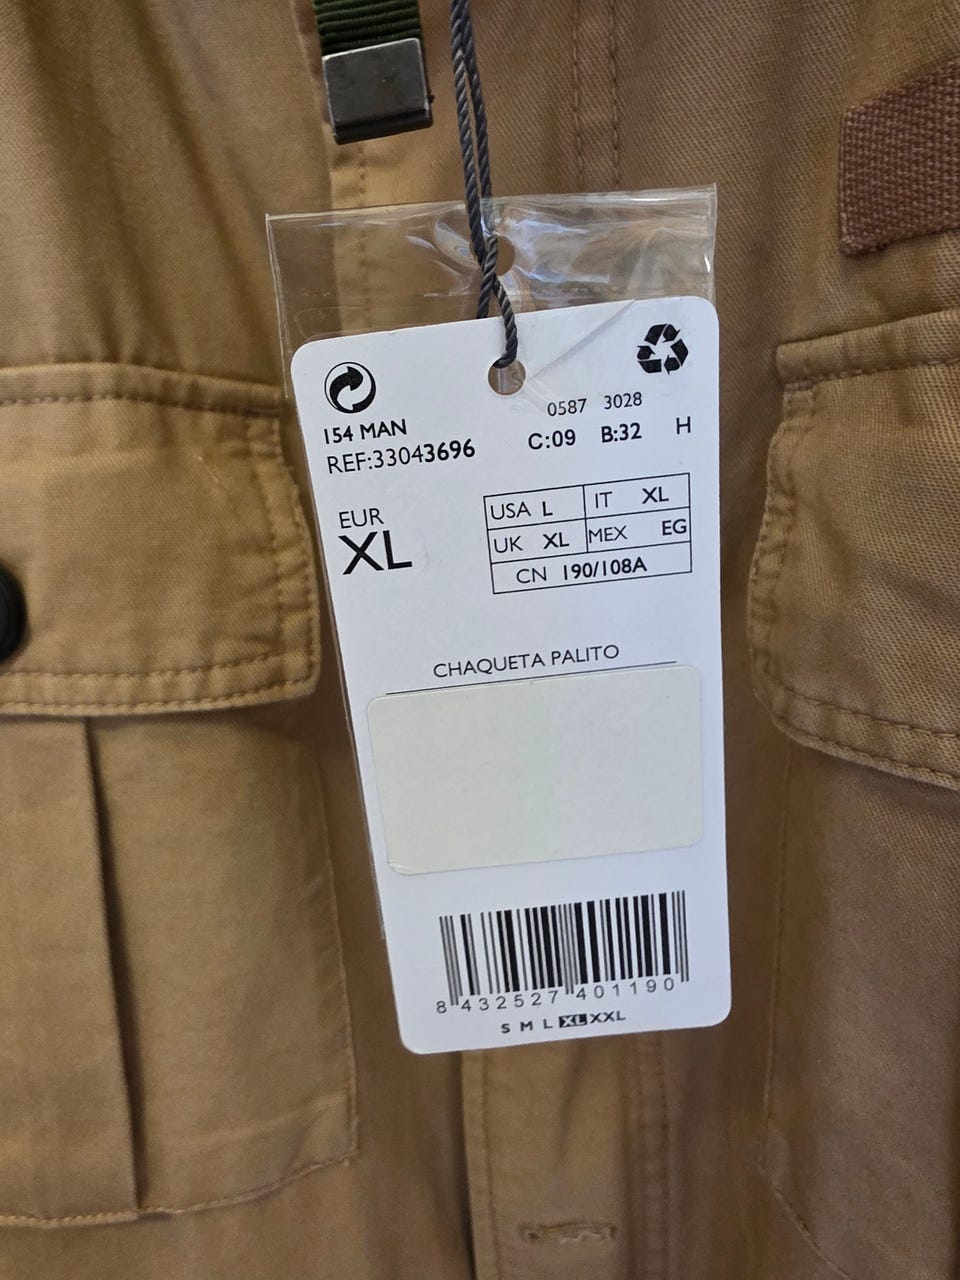 0587 3028
154 MAN
C:09 B:32 H
REF:33043696
EUR
XL
USA L IT XL
UK XL MEX EG
CN 190/108A
CHAQUETA PALITO
8 432527 401190
S M L XL XXL